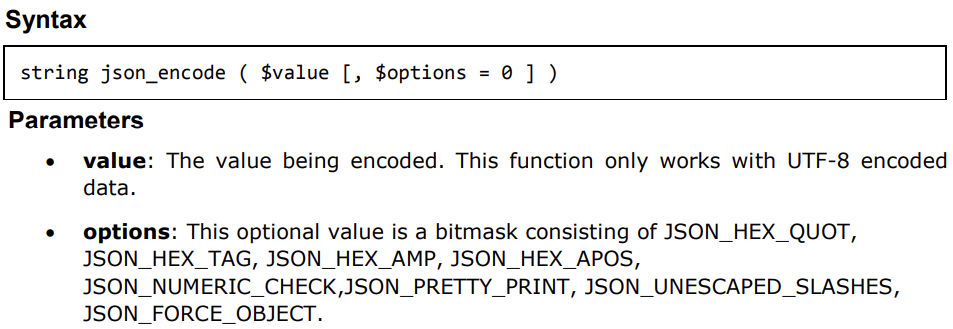 Syntax
string json_encode ( $value [, $options = 0 ] )
Parameters
• value: The value being encoded. This function only works with UTF-8 encoded
data.
• options: This optional value is a bitmask consisting of JSON_HEX_QUOT,
JSON_HEX_TAG, JSON_HEX_AMP, JSON_HEX_APOS,
JSON_NUMERIC_CHECK,JSON_PRETTY_PRINT, JSON_UNESCAPED_SLASHES,
JSON_FORCE_OBJECT.